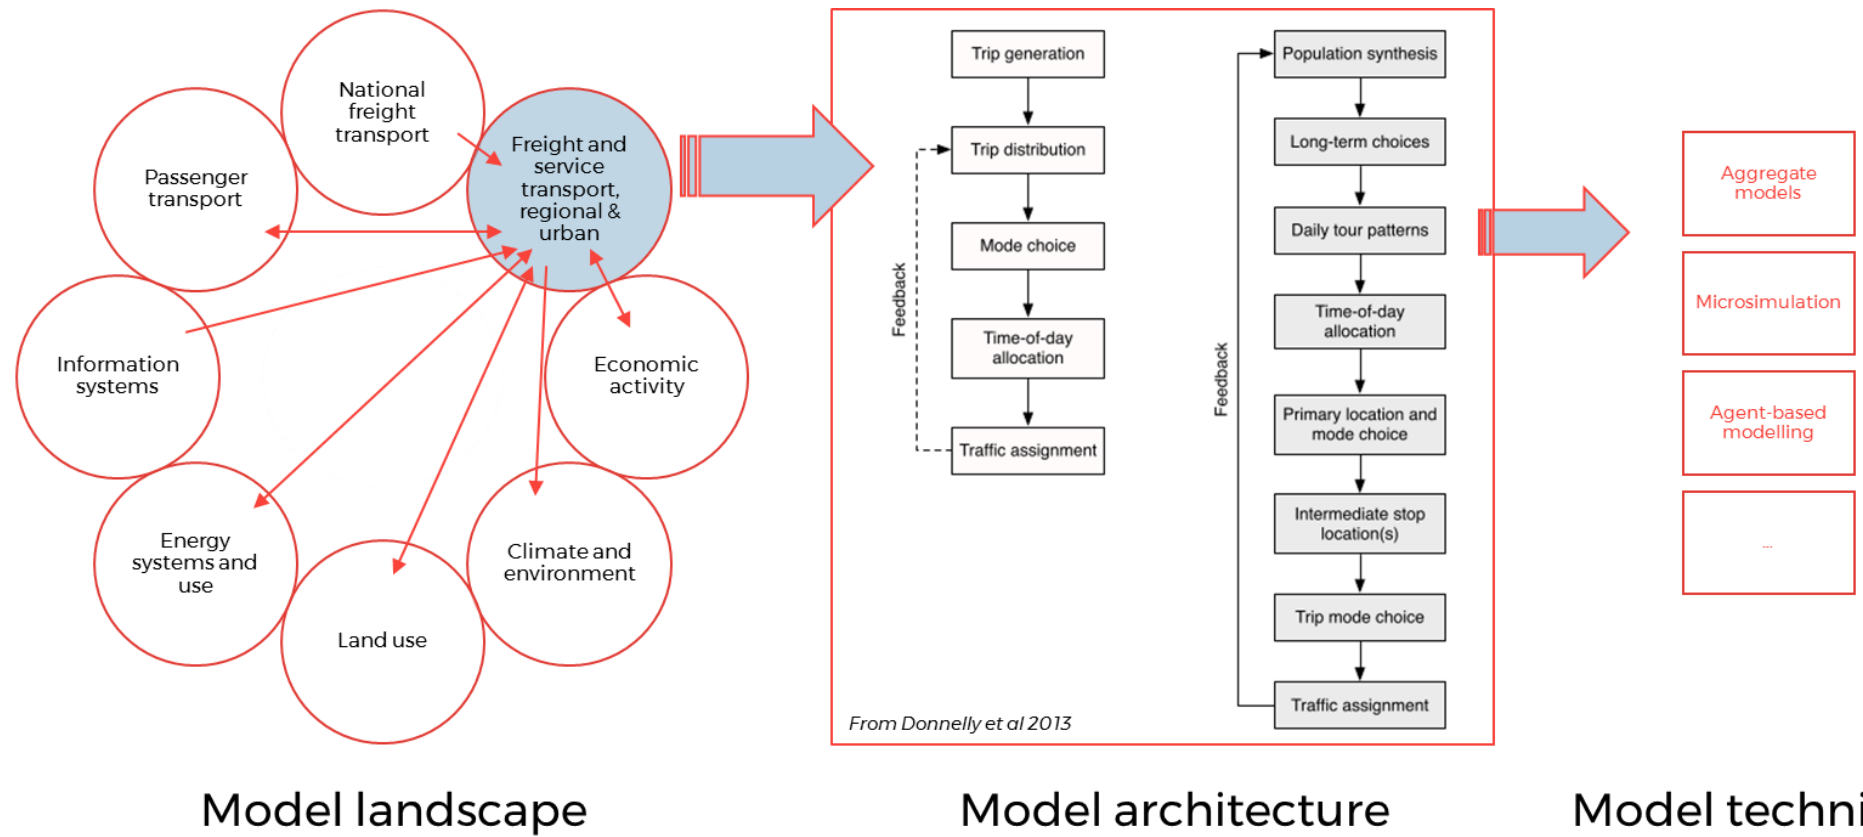 National
freight
transport
Freight and
service
transport,
regional &
urban
Passenger
transport
Information
systems
Economic
activity
Energy
systems and
use
Climate and
environment
Land use
Model landscape
Trip generation
Trip distribution
Mode choice
Time-of-day
allocation
Traffic assignment
Feedback
Population synthesis
Long-term choices
Daily tour patterns
Time-of-day
allocation
Primary location and
mode choice
Intermediate stop
location(s)
Trip mode choice
Traffic assignment
Feedback
From Donnelly et al 2013
Model architecture
Aggregate
models
Microsimulation
Agent-based
modelling
...
Model techni